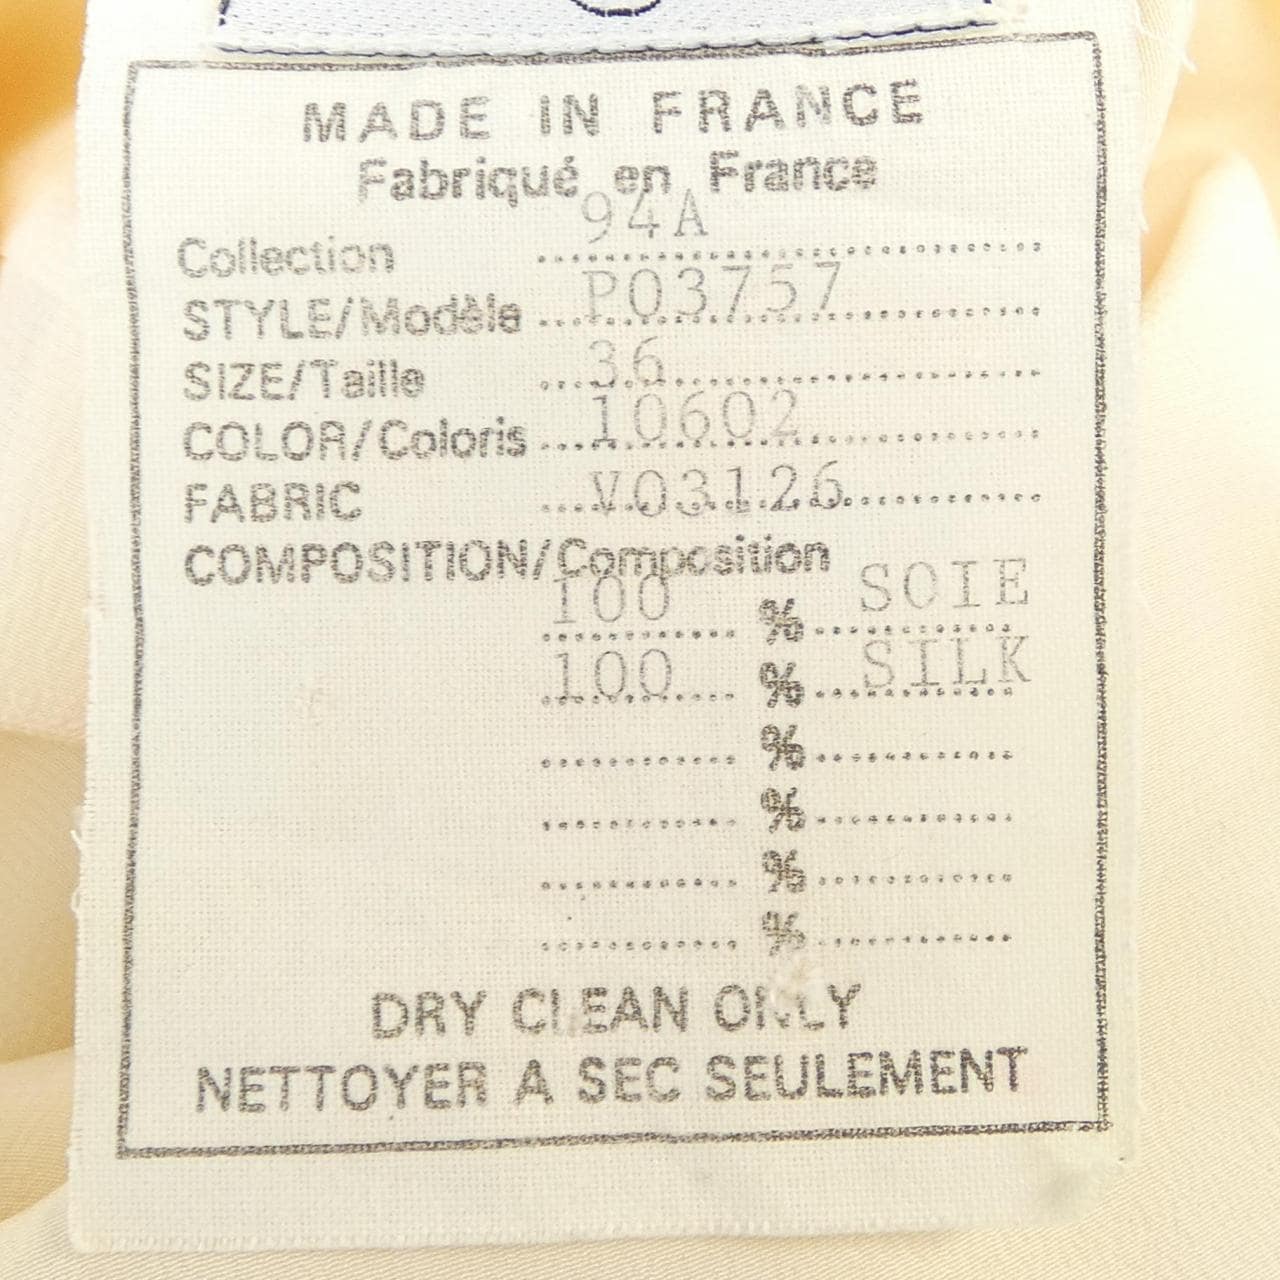 MADE IN FRANCE
Fabriqué en France
Collection 94A
STYLE/Modèle P03757
SIZE/Taille 36
COLOR/Coloris 10602
FABRIC V03126
COMPOSITION/Composition
100 % SOIE
100 % SILK
%
%
%
%
DRY CLEAN ONLY
NETTOYER A SEC SEULEMENT